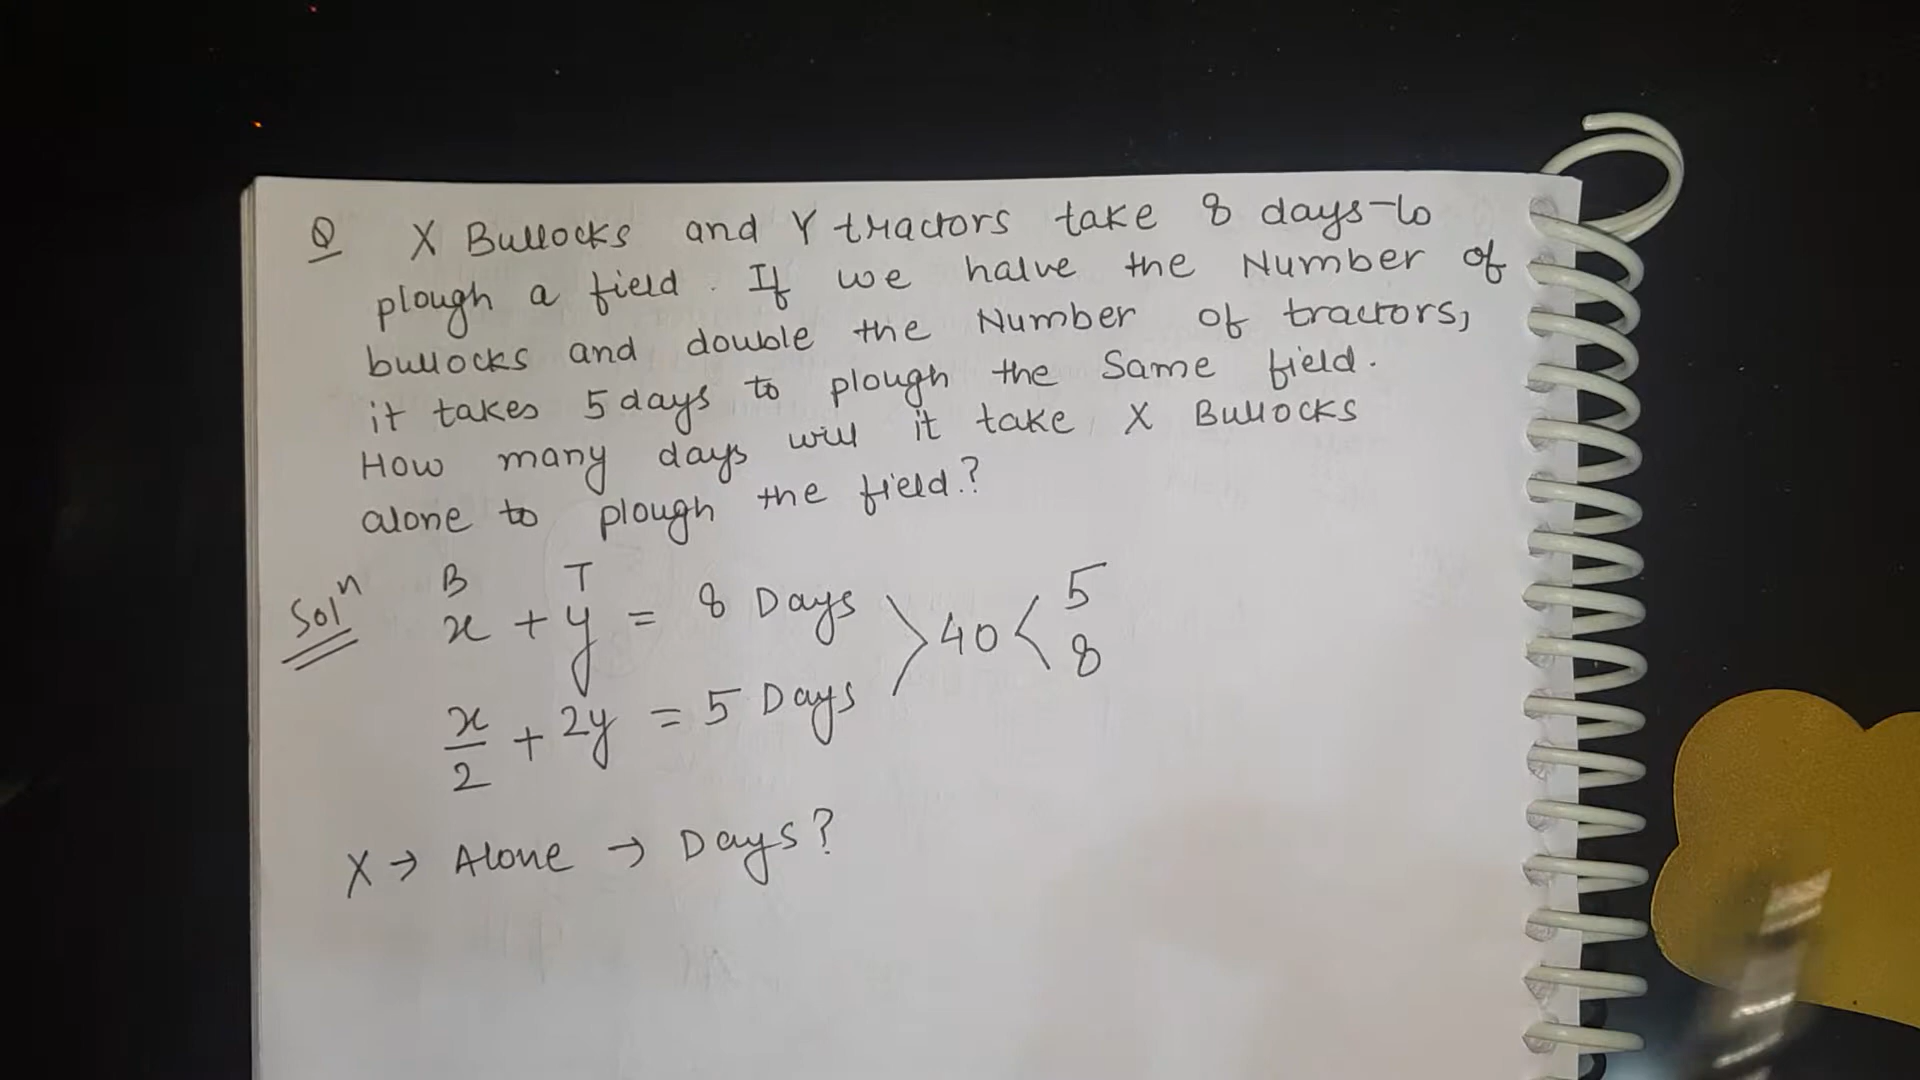 Q X Bullocks and Y tractors take 8 days to
plough a field. If we halve the Number of
bullocks and double the Number of tractors,
it takes 5 days to plough the Same field.
How many days will it take X Bullocks
alone to plough the field.?
Solⁿ
B T
x + y = 8 Days > 40 < 5
8
x/2 + 2y = 5 Days
X → Alone → Days?